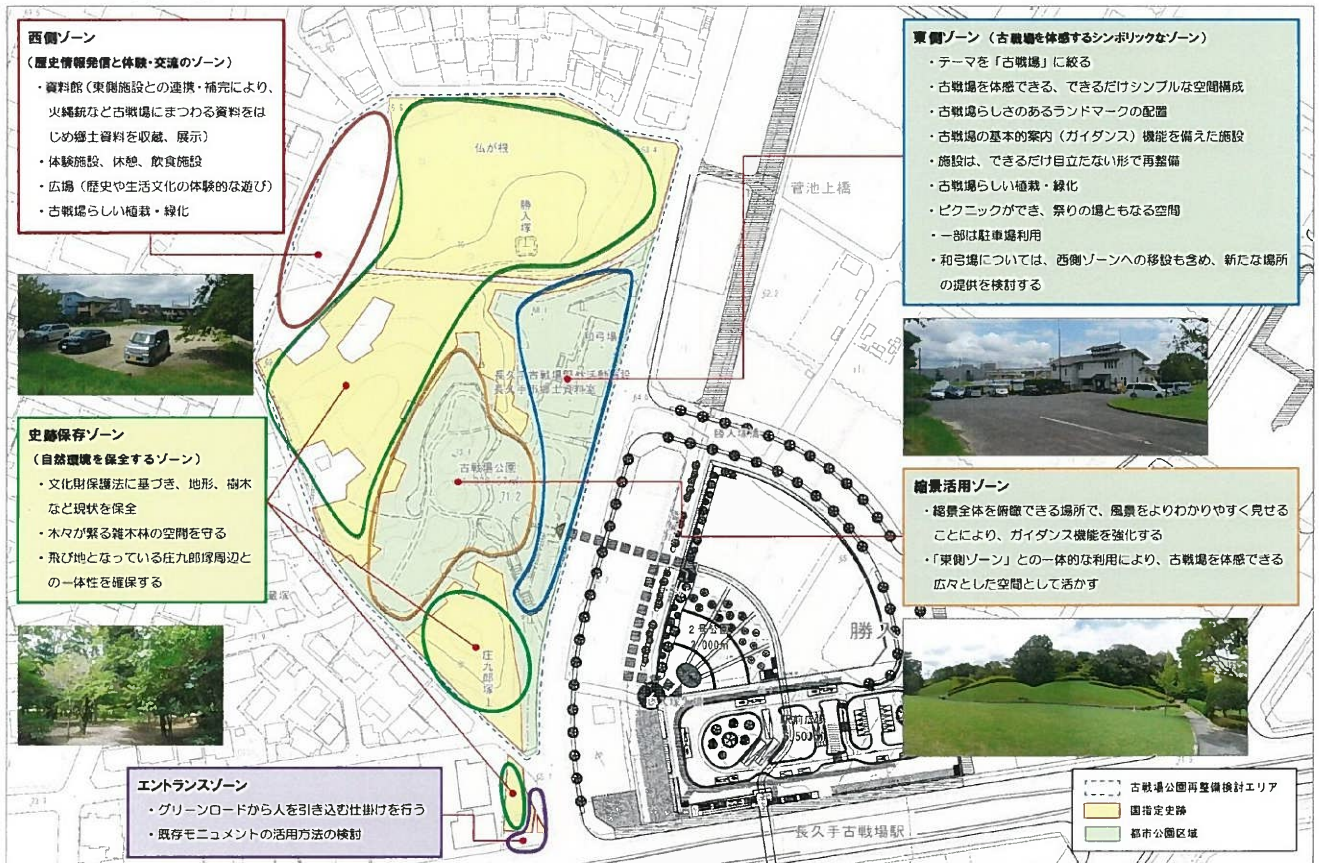 西側ゾーン
(歴史情報発信と体験・交流のゾーン)
・資料館(東側施設との連携・補完により、
火縄銃など古戦場にまつわる資料をは
じめ郷土資料を収蔵、展示)
・体験施設、休憩、飲食施設
・広場(歴史や生活文化の体験的な遊び)
・古戦場らしい植栽・緑化
東側ゾーン(古戦場を体感するシンボリックなゾーン)
・テーマを「古戦場」に絞る
・古戦場を体感できる、できるだけシンプルな空間構成
・古戦場らしさのあるランドマークの配置
・古戦場の基本的案内(ガイダンス)機能を備えた施設
・施設は、できるだけ目立たない形で再整備
・古戦場らしい植栽・緑化
・ピクニックができ、祭りの場ともなる空間
・一部は駐車場利用
・和弓場については、西側ゾーンへの移設も含め、新たな場所
の提供を検討する
仏が根
勝入塚
菅池上橋
和弓場
長久手市郷土資料室
古戦場公園
71.2
勝入塚橋
庄九郎塚
史跡保存ゾーン
(自然環境を保全するゾーン)
・文化財保護法に基づき、地形、樹木
など現状を保全
・木々が繁る雑木林の空間を守る
・飛び地となっている庄九郎塚周辺と
の一体性を確保する
縮景活用ゾーン
・縮景全体を俯瞰できる場所で、風景をよりわかりやすく見せる
ことにより、ガイダンス機能を強化する
・「東側ゾーン」との一体的な利用により、古戦場を体感できる
広々とした空間として活かす
2号公園
駅前広場
エントランスゾーン
・グリーンロードから人を引き込む仕掛けを行う
・既存モニュメントの活用方法の検討
長久手古戦場駅
古戦場公園再整備検討エリア
国指定史跡
都市公園区域